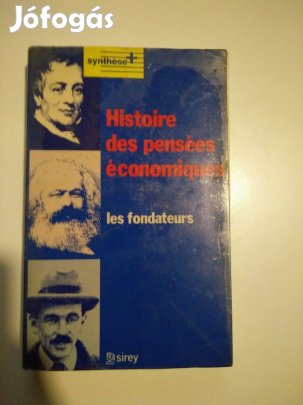 Jófogás
synthèse+
Histoire
des pensées
économiques
les fondateurs
sirey